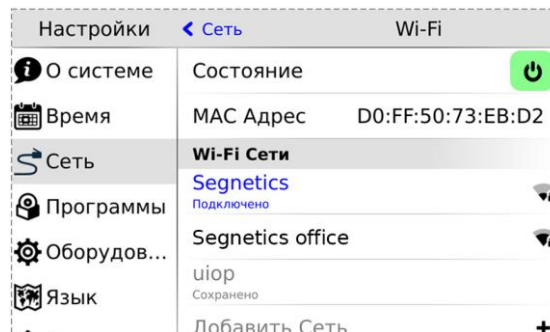 Настройки
Сеть
Wi-Fi
О системе
Время
Сеть
Программы
Оборудов...
Язык
Состояние
MAC Адрес
D0:FF:50:73:EB:D2
Wi-Fi Сети
Segnetics
Подключено
Segnetics office
uiop
Сохранено
Добавить Сеть